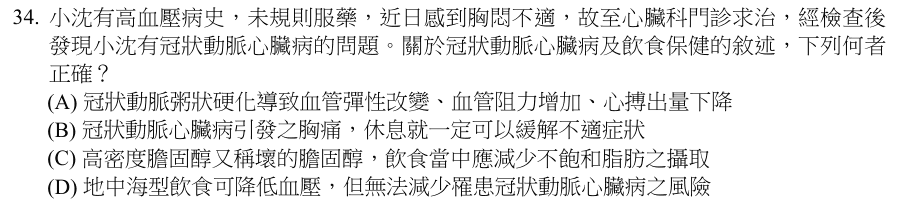 34. 小沈有高血壓病史，未規則服藥，近日感到胸悶不適，故至心臟科門診求治，經檢查後
發現小沈有冠狀動脈心臟病的問題。關於冠狀動脈心臟病及飲食保健的敘述，下列何者
正確？
(A) 冠狀動脈粥狀硬化導致血管彈性改變、血管阻力增加、心搏出量下降
(B) 冠狀動脈心臟病引發之胸痛，休息就一定可以緩解不適症狀
(C) 高密度膽固醇又稱壞的膽固醇，飲食當中應減少不飽和脂肪之攝取
(D) 地中海型飲食可降低血壓，但無法減少罹患冠狀動脈心臟病之風險